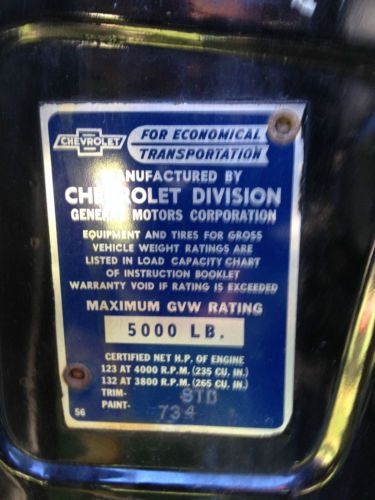 CHEVROLET
FOR ECONOMICAL
TRANSPORTATION
MANUFACTURED BY
CHEVROLET DIVISION
GENERAL MOTORS CORPORATION
EQUIPMENT AND TIRES FOR GROSS
VEHICLE WEIGHT RATINGS ARE
LISTED IN LOAD CAPACITY CHART
OF INSTRUCTION BOOKLET
WARRANTY VOID IF RATING IS EXCEEDED
MAXIMUM GVW RATING
5000 LB.
CERTIFIED NET H.P. OF ENGINE
123 AT 4000 R.P.M. (235 CU. IN.)
132 AT 3800 R.P.M. (265 CU. IN.)
TRIM- STD
PAINT- 734
56